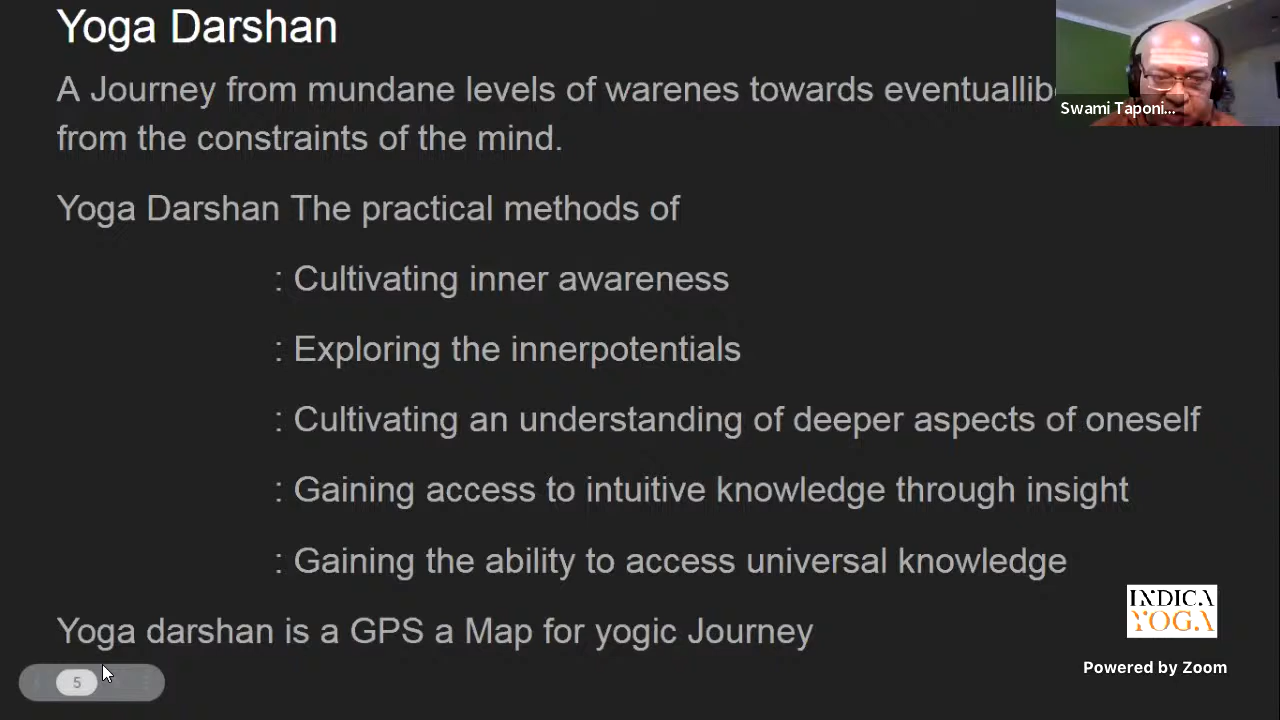 Yoga Darshan
A Journey from mundane levels of warenes towards eventuallibe
from the constraints of the mind.
Swami Taponi...
Yoga Darshan The practical methods of
: Cultivating inner awareness
: Exploring the innerpotentials
: Cultivating an understanding of deeper aspects of oneself
: Gaining access to intuitive knowledge through insight
: Gaining the ability to access universal knowledge
Yoga darshan is a GPS a Map for yogic Journey
INDICA
YOGA
Powered by Zoom
5